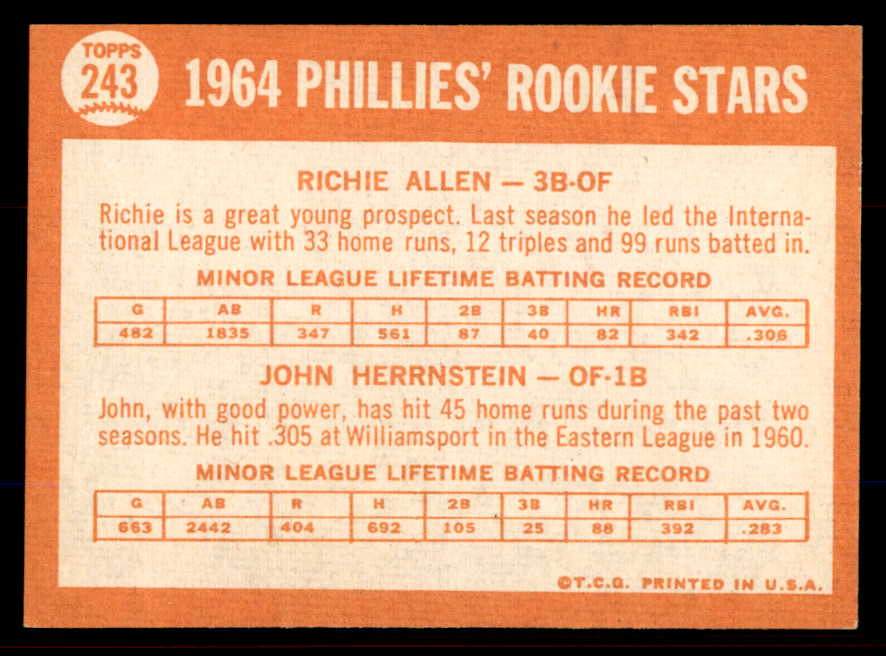 TOPPS
243
1964 PHILLIES' ROOKIE STARS
RICHIE ALLEN — 3B-OF
Richie is a great young prospect. Last season he led the Interna-
tional League with 33 home runs, 12 triples and 99 runs batted in.
MINOR LEAGUE LIFETIME BATTING RECORD
G AB R H 2B 3B HR RBI AVG.
482 1835 347 561 87 40 82 342 .306
JOHN HERRNSTEIN — OF-1B
John, with good power, has hit 45 home runs during the past two
seasons. He hit .305 at Williamsport in the Eastern League in 1960.
MINOR LEAGUE LIFETIME BATTING RECORD
G AB R H 2B 3B HR RBI AVG.
663 2442 404 692 105 25 88 392 .283
©T.C.G. PRINTED IN U.S.A.